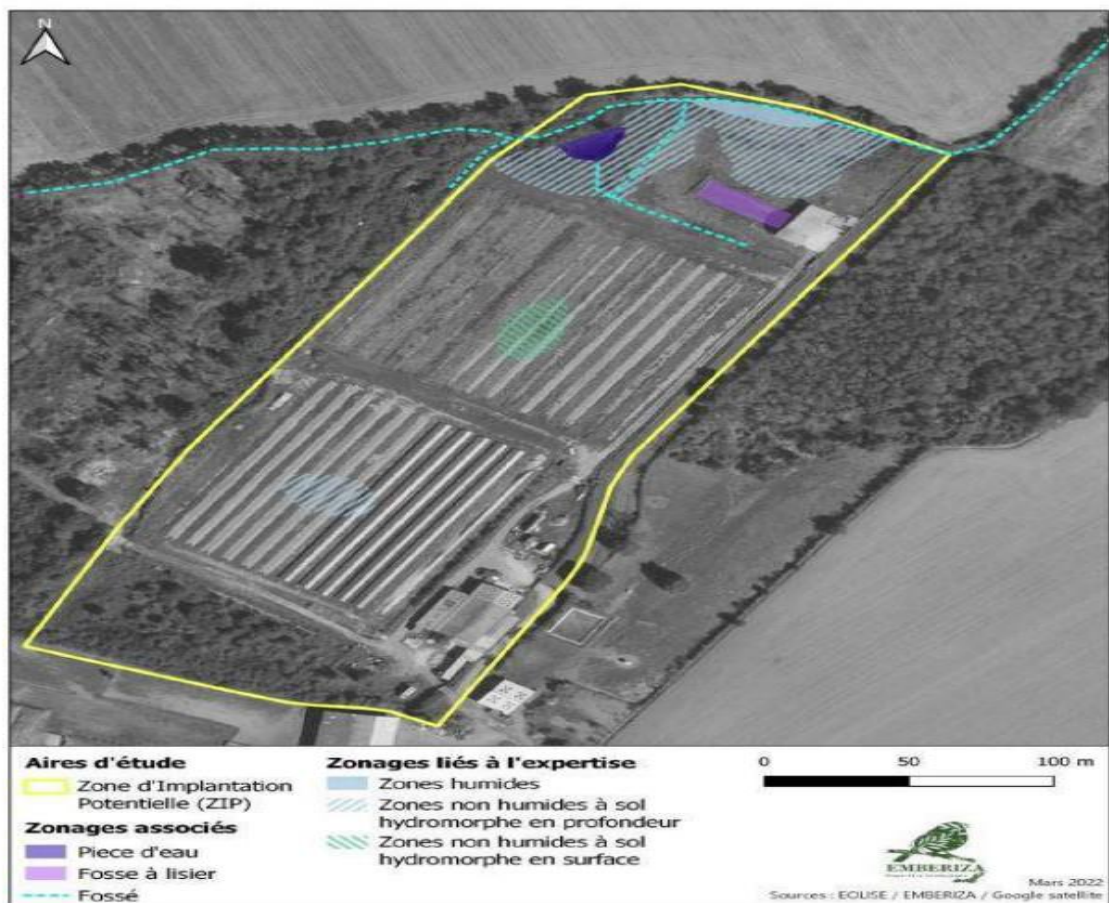 N
Aires d'étude
Zone d'Implantation
Potentielle (ZIP)
Zonages associés
Piece d'eau
Fosse à lisier
Fossé
Zonages liés à l'expertise
Zones humides
Zones non humides à sol
hydromorphe en profondeur
Zones non humides à sol
hydromorphe en surface
0 50 100 m
EMBERIZA
Mars 2022
Sources : EOLISE / EMBERIZA / Google satellite